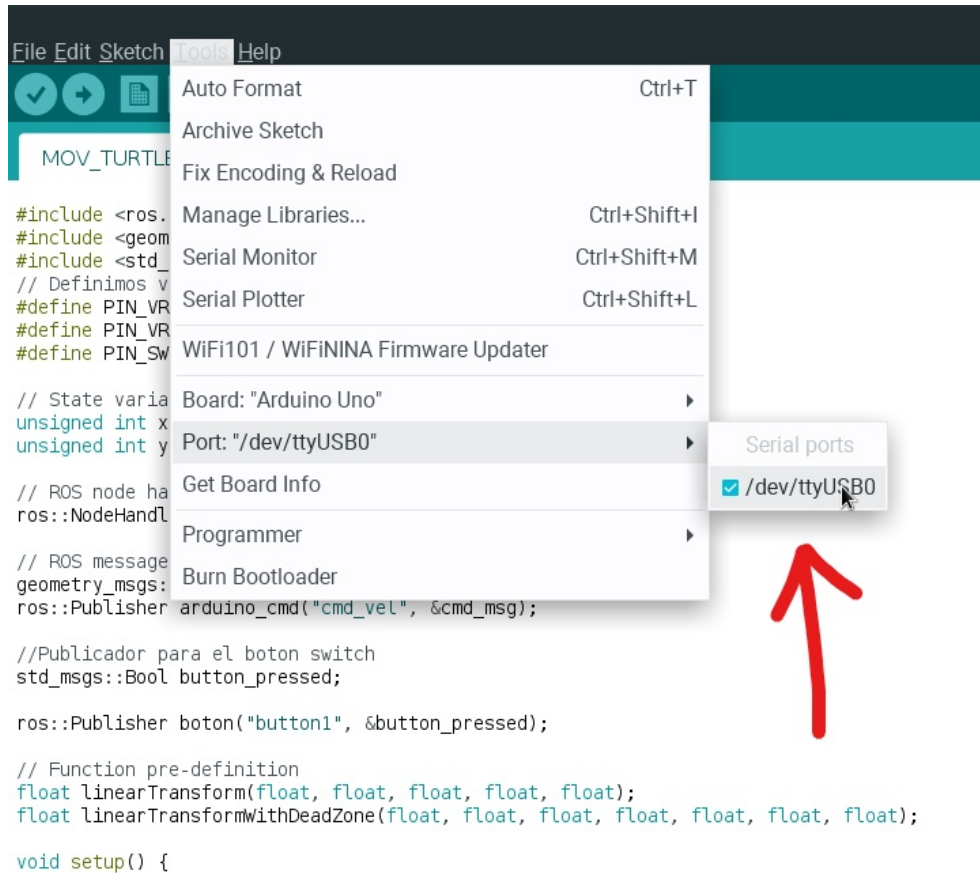 File Edit Sketch Tools Help
Auto Format Ctrl+T
Archive Sketch
Fix Encoding & Reload
Manage Libraries... Ctrl+Shift+I
Serial Monitor Ctrl+Shift+M
Serial Plotter Ctrl+Shift+L
WiFi101 / WiFiNINA Firmware Updater
Board: "Arduino Uno"
Port: "/dev/ttyUSB0"
Get Board Info
Programmer
Burn Bootloader
Serial ports
/dev/ttyUSB0
MOV_TURTLE
#include <ros.
#include <geom
#include <std_
// Definimos v
#define PIN_VR
#define PIN_VR
#define PIN_SW
// State varia
unsigned int x
unsigned int y
// ROS node ha
ros::NodeHandl
// ROS message
geometry_msgs:
ros::Publisher arduino_cmd("cmd_vel", &cmd_msg);
//Publicador para el boton switch
std_msgs::Bool button_pressed;
ros::Publisher boton("button1", &button_pressed);
// Function pre-definition
float linearTransform(float, float, float, float, float);
float linearTransformWithDeadZone(float, float, float, float, float, float, float);
void setup() {